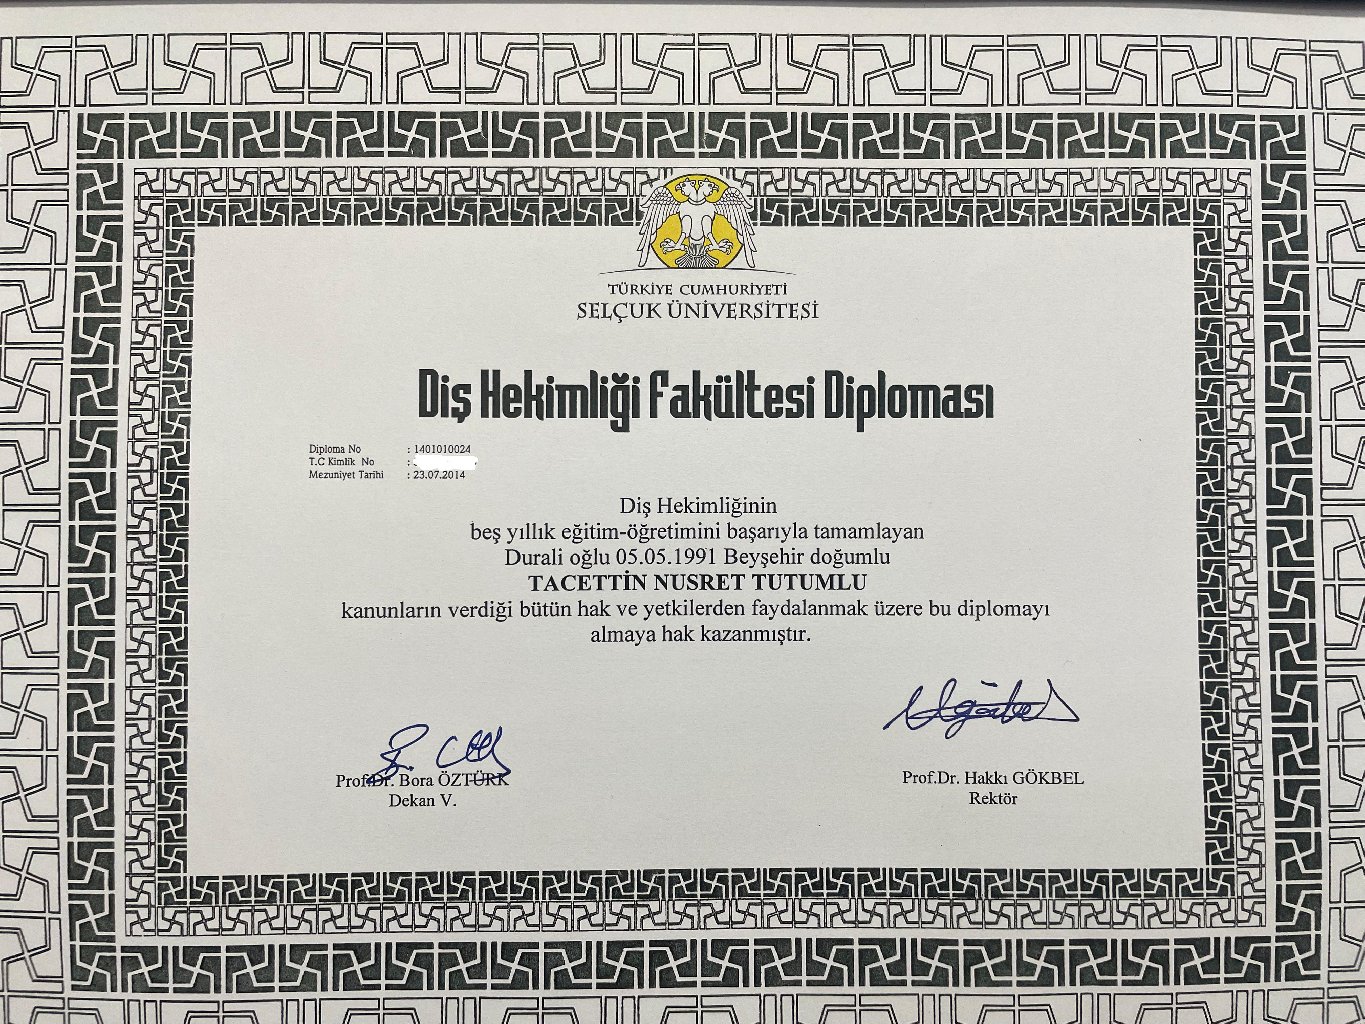 TÜRKİYE CUMHURİYETİ
SELÇUK ÜNİVERSİTESİ
Diş Hekimliği Fakültesi Diploması
Diploma No : 1401010024
T.C Kimlik No :
Mezuniyet Tarihi : 23.07.2014
Diş Hekimliğinin
beş yıllık eğitim-öğretimini başarıyla tamamlayan
Durali oğlu 05.05.1991 Beyşehir doğumlu
TACETTİN NUSRET TUTUMLU
kanunların verdiği bütün hak ve yetkilerden faydalanmak üzere bu diplomayı
almaya hak kazanmıştır.
Prof.Dr. Bora ÖZTÜRK
Dekan V.
Prof.Dr. Hakkı GÖKBEL
Rektör